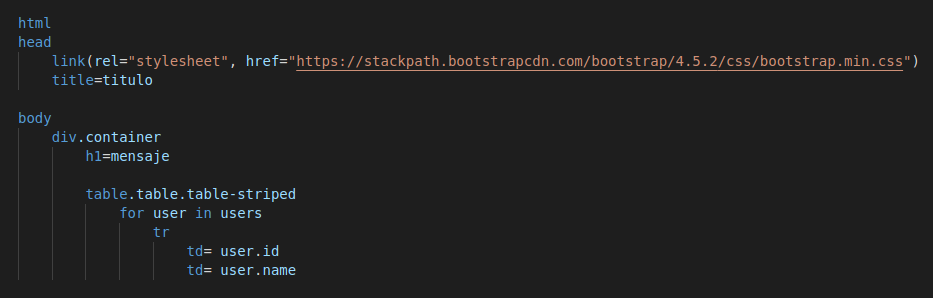 html
head
    link(rel="stylesheet", href="https://stackpath.bootstrapcdn.com/bootstrap/4.5.2/css/bootstrap.min.css")
    title=titulo

body
    div.container
        h1=mensaje

        table.table.table-striped
            for user in users
                tr
                    td= user.id
                    td= user.name